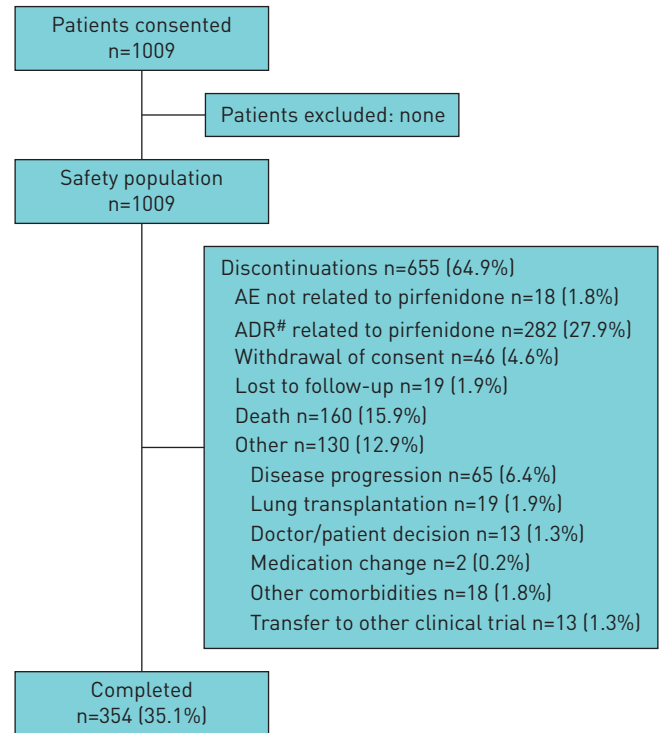 Patients consented
n=1009
Patients excluded: none
Safety population
n=1009
Discontinuations n=655 (64.9%)
AE not related to pirfenidone n=18 (1.8%)
ADR# related to pirfenidone n=282 (27.9%)
Withdrawal of consent n=46 (4.6%)
Lost to follow-up n=19 (1.9%)
Death n=160 (15.9%)
Other n=130 (12.9%)
Disease progression n=65 (6.4%)
Lung transplantation n=19 (1.9%)
Doctor/patient decision n=13 (1.3%)
Medication change n=2 (0.2%)
Other comorbidities n=18 (1.8%)
Transfer to other clinical trial n=13 (1.3%)
Completed
n=354 (35.1%)